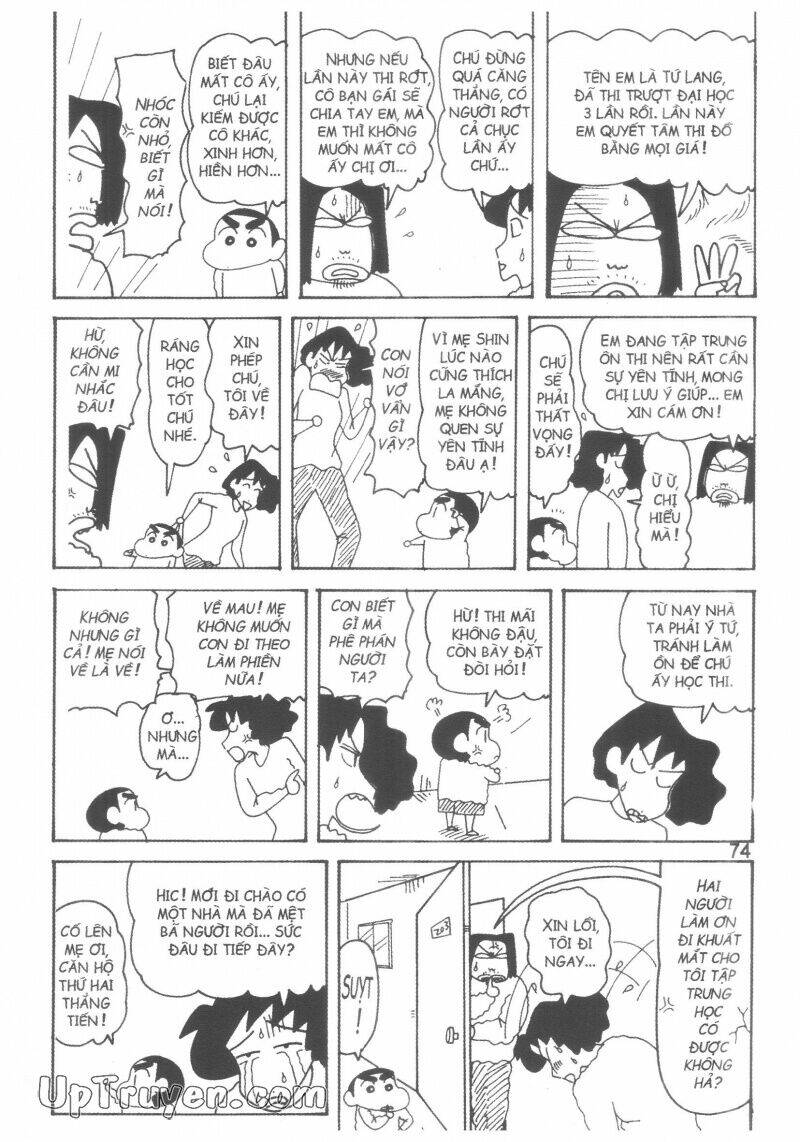 TÊN EM LÀ TỨ LANG,
ĐÃ THI TRƯỢT ĐẠI HỌC
3 LẦN RỒI. LẦN NÀY
EM QUYẾT TÂM THI ĐỖ
BẰNG MỌI GIÁ!
CHÚ ĐỪNG
QUÁ CĂNG
THẲNG, CÓ
NGƯỜI RỚT
CẢ CHỤC
LẦN ẤY
CHỨ...
NHƯNG NẾU
LẦN NÀY THI RỚT,
CÔ BẠN GÁI SẼ
CHIA TAY EM, MÀ
EM THÌ KHÔNG
MUỐN MẤT CÔ
ẤY CHỊ ƠI...
BIẾT ĐÂU
MẤT CÔ ẤY,
CHÚ LẠI
KIẾM ĐƯỢC
CÔ KHÁC,
XINH HƠN,
HIỀN HƠN...
NHÓC
CÒN
NHỎ,
BIẾT
GÌ
MÀ
NÓI!
EM ĐANG TẬP TRUNG
ÔN THI NÊN RẤT CẦN
SỰ YÊN TĨNH, MONG
CHỊ LƯU Ý GIÚP... EM
XIN CÁM ƠN!
Ừ Ừ,
CHỊ
HIỂU
MÀ!
CHÚ
SẼ
PHẢI
THẤT
VỌNG
ĐẤY!
VÌ MẸ SHIN
LÚC NÀO
CŨNG THÍCH
LA MẮNG,
MẸ KHÔNG
QUEN SỰ
YÊN TĨNH
ĐÂU Ạ!
CON
NÓI
VỚ
VẨN
GÌ
VẬY?
XIN
PHÉP
CHÚ,
TÔI VỀ
ĐÂY!
RÁNG
HỌC
CHO
TỐT
CHÚ
NHÉ.
HỪ,
KHÔNG
CẦN MI
NHẮC
ĐÂU!
TỪ NAY NHÀ
TA PHẢI Ý TỨ,
TRÁNH LÀM
ỒN ĐỂ CHÚ
ẤY HỌC THI.
HỪ! THI MÃI
KHÔNG ĐẬU,
CÒN BÀY ĐẶT
ĐÒI HỎI!
CON BIẾT
GÌ MÀ
PHÊ PHÁN
NGƯỜI
TA?
VỀ MAU! MẸ
KHÔNG MUỐN
CON ĐI THEO
LÀM PHIỀN
NỮA!
Ơ...
NHƯNG
MÀ...
KHÔNG
NHƯNG GÌ
CẢ! MẸ NÓI
VỀ LÀ VỀ!
74
HAI
NGƯỜI
LÀM ƠN
ĐI KHUẤT
MẮT CHO
TÔI TẬP
TRUNG
HỌC
CÓ
ĐƯỢC
KHÔNG
HẢ?
XIN LỖI,
TÔI ĐI
NGAY...
203
SUỴT
!
HIC! MỚI ĐI CHÀO CÓ
MỘT NHÀ MÀ ĐÃ MỆT
BÃ NGƯỜI RỒI... SỨC
ĐÂU ĐI TIẾP ĐÂY?
CỐ LÊN
MẸ ƠI,
CĂN HỘ
THỨ HAI
THẲNG
TIẾN!
UpTruyen.com